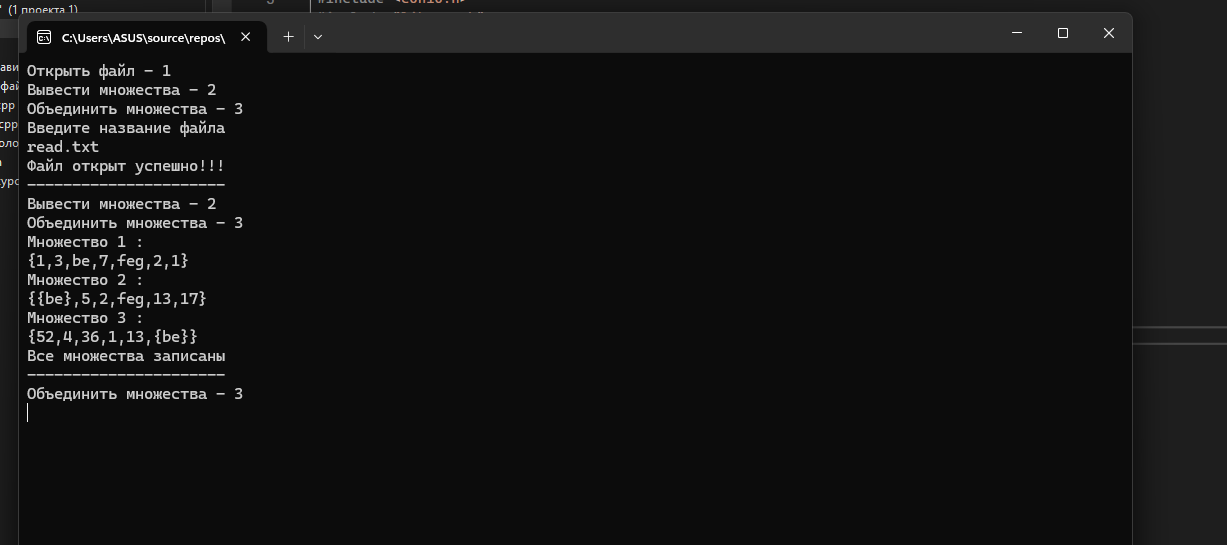 (1 проекта 1)
C:\Users\ASUS\source\repos\
Открыть файл - 1
Вывести множества - 2
Объединить множества - 3
Введите название файла
read.txt
Файл открыт успешно!!!
----------------------
Вывести множества - 2
Объединить множества - 3
Множество 1 :
{1,3,be,7,feg,2,1}
Множество 2 :
{{be},5,2,feg,13,17}
Множество 3 :
{52,4,36,1,13,{be}}
Все множества записаны
----------------------
Объединить множества - 3